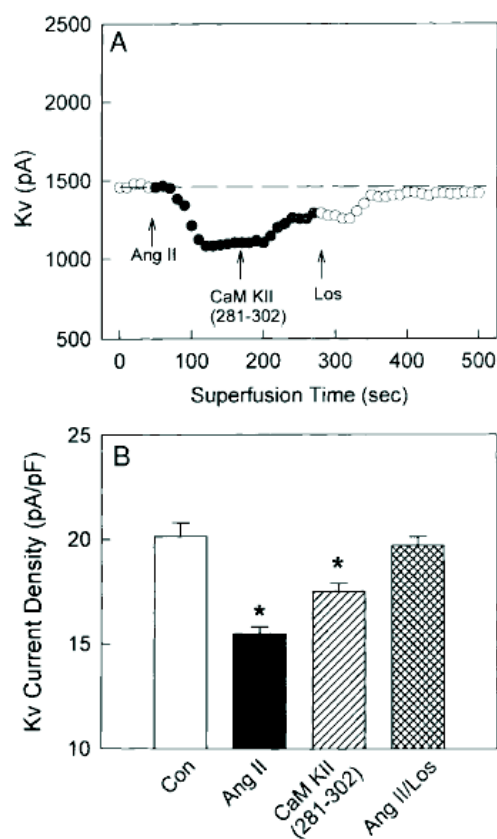 A
2500
2000
1500
1000
500
Kv (pA)
Ang II
CaM KII
(281-302)
Los
0 100 200 300 400 500
Superfusion Time (sec)
B
25
20
15
10
Kv Current Density (pA/pF)
*
*
Con
Ang II
CaM KII
(281-302)
Ang II/Los